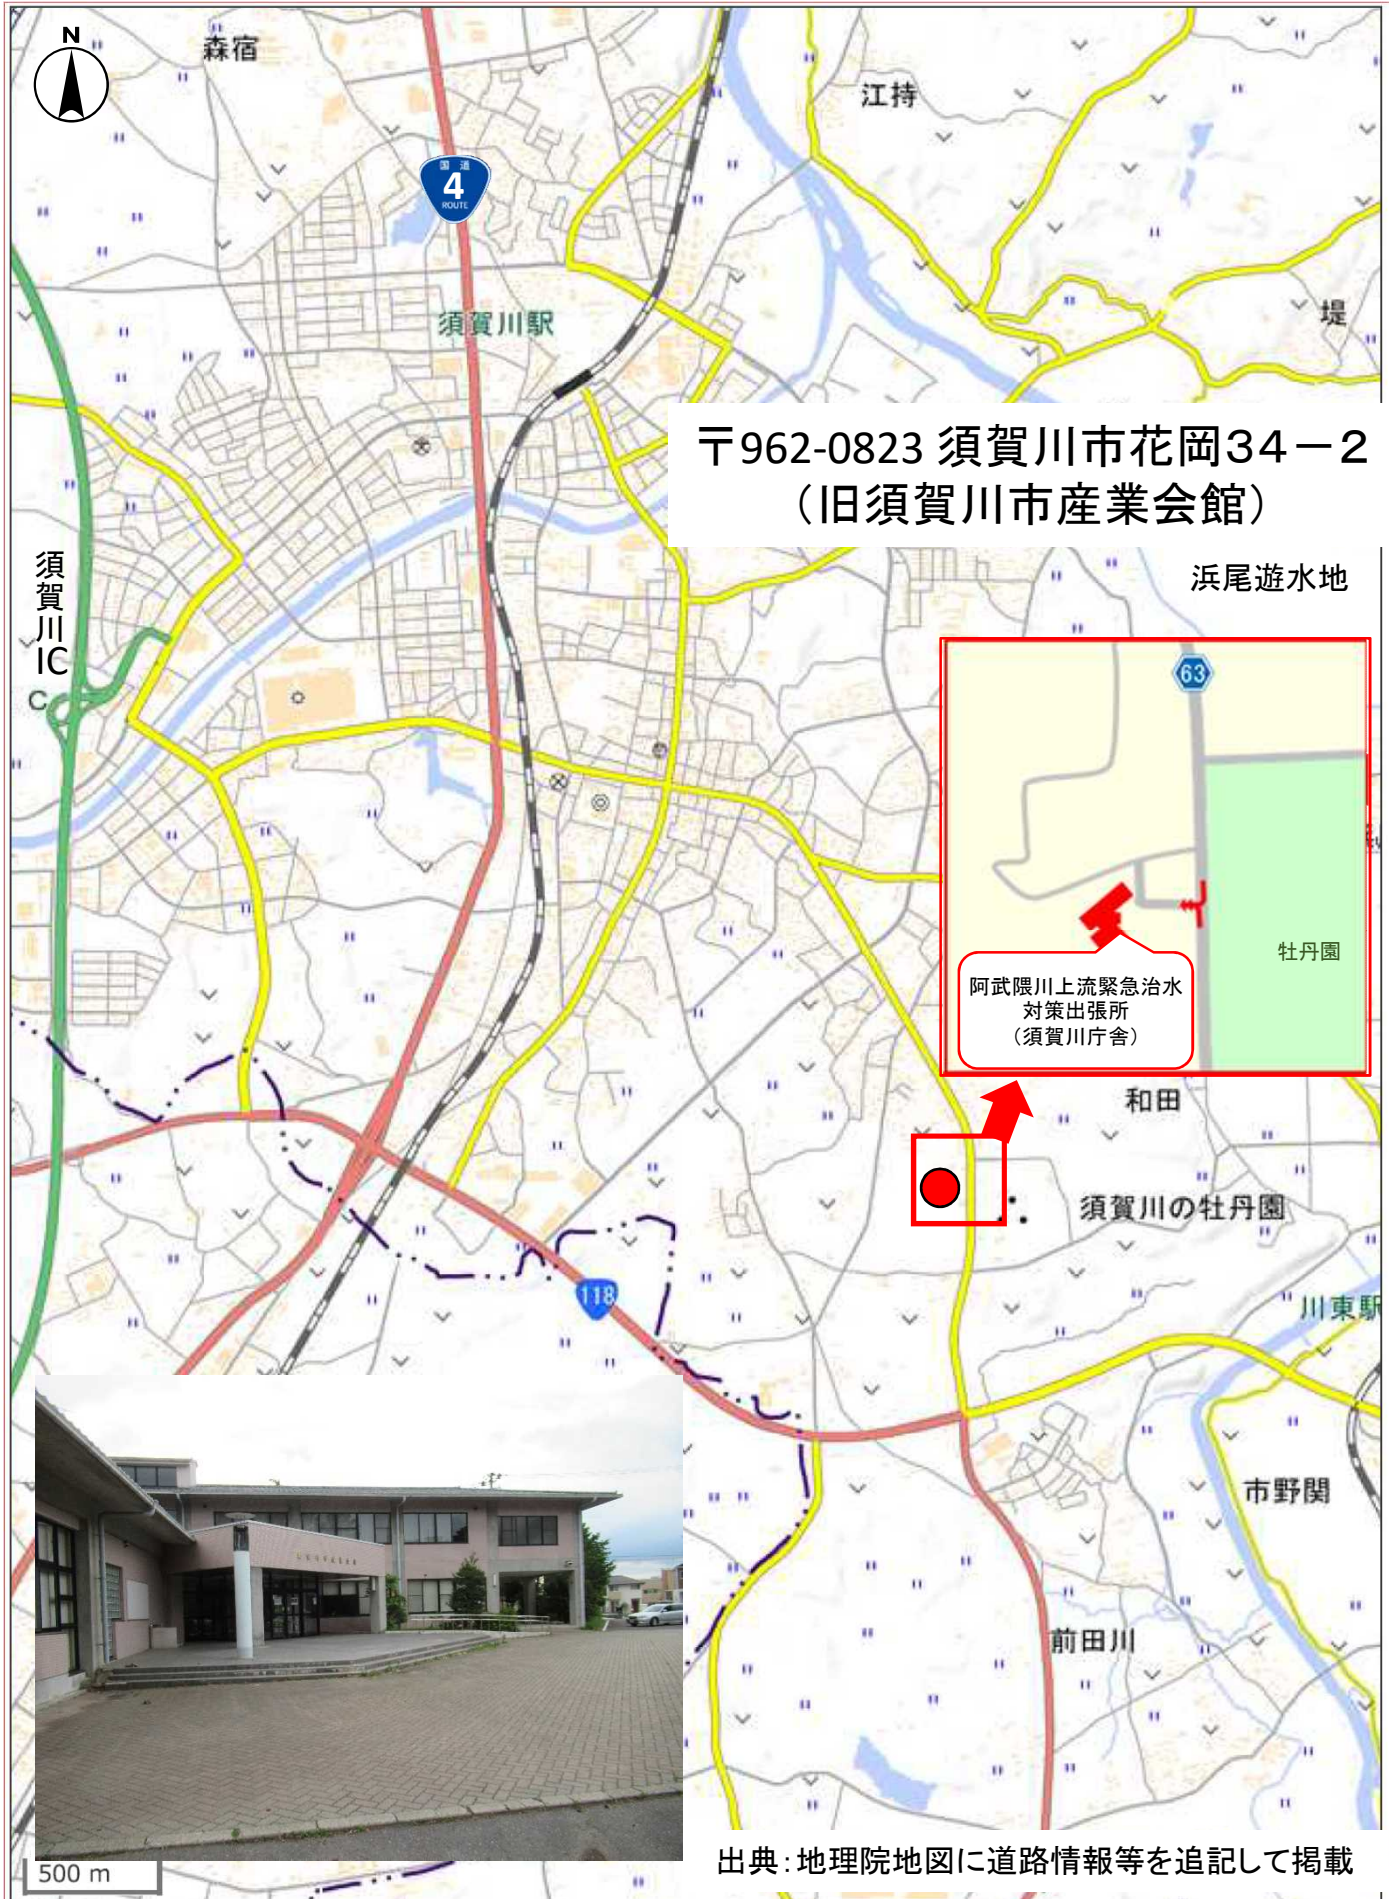 N
森宿
江持
国道
4
ROUTE
須賀川駅
堤
〒962-0823 須賀川市花岡34-2
(旧須賀川市産業会館)
須賀川IC
C
浜尾遊水地
63
牡丹園
阿武隈川上流緊急治水
対策出張所
(須賀川庁舎)
和田
須賀川の牡丹園
118
川東駅
市野関
前田川
500 m
出典:地理院地図に道路情報等を追記して掲載